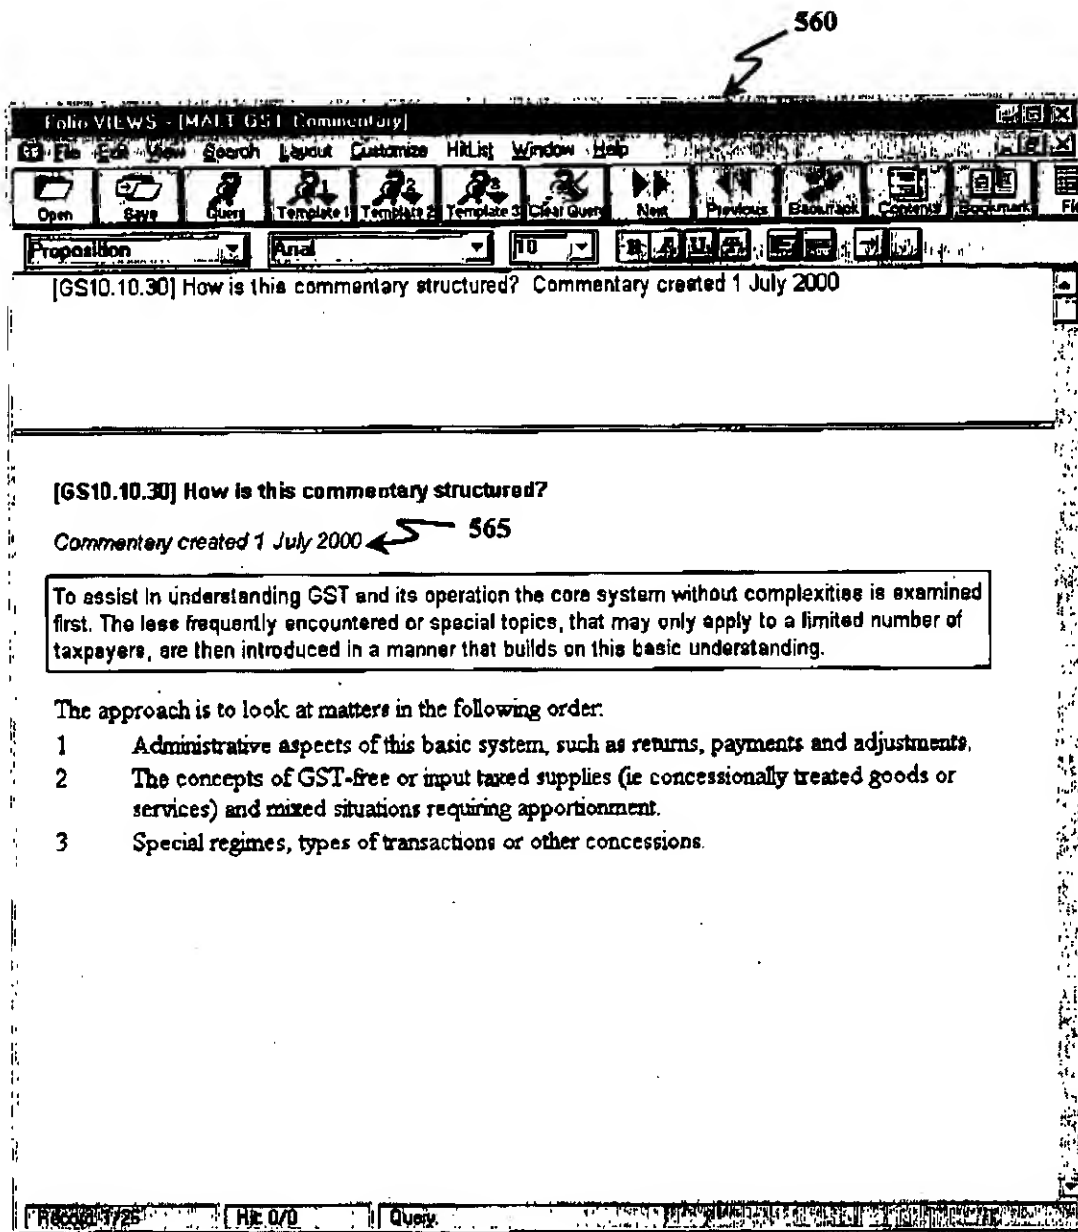 560
Folio VIEWS - [MALT GST Commentary]
File Edit View Search Layout Customize HitList Window Help
Open Save Query Template 1 Template 2 Template 3 Clear Query Next Previous Backtrack Contents Bookmark
Proposition Arial 10
[GS10.10.30] How is this commentary structured? Commentary created 1 July 2000
[GS10.10.30] How is this commentary structured?
Commentary created 1 July 2000 565
To assist in understanding GST and its operation the core system without complexities is examined
first. The less frequently encountered or special topics, that may only apply to a limited number of
taxpayers, are then introduced in a manner that builds on this basic understanding.
The approach is to look at matters in the following order:
1 Administrative aspects of this basic system, such as returns, payments and adjustments.
2 The concepts of GST-free or input taxed supplies (ie concessionally treated goods or
services) and mixed situations requiring apportionment.
3 Special regimes, types of transactions or other concessions.
Record: 1/26 Hit: 0/0 Query: